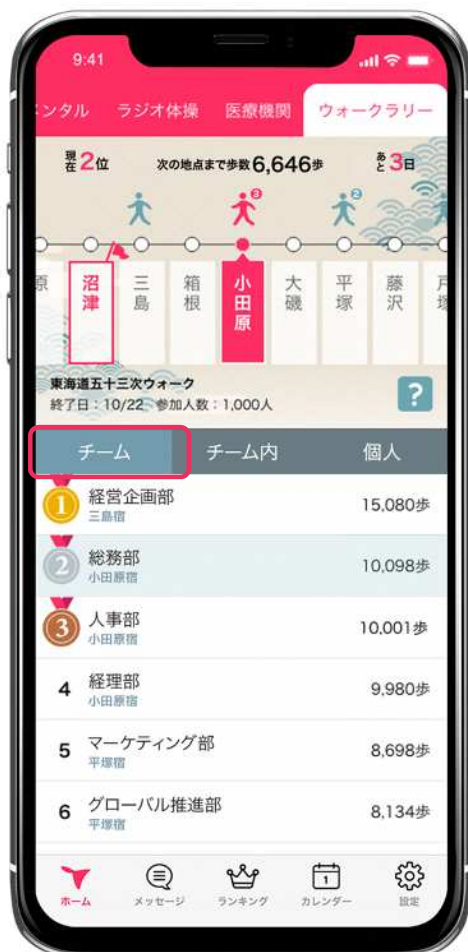 9:41
ンタル ラジオ体操 医療機関 ウォークラリー
現在2位 次の地点まで歩数6,646歩 あと3日
3 2
原 沼津 三島 箱根 小田原 大磯 平塚 藤沢 戸塚
東海道五十三次ウォーク
終了日：10/22 参加人数：1,000人
?
チーム チーム内 個人
1 経営企画部 15,080歩
三島宿
2 総務部 10,098歩
小田原宿
3 人事部 10,001歩
小田原宿
4 経理部 9,980歩
小田原宿
5 マーケティング部 8,698歩
平塚宿
6 グローバル推進部 8,134歩
平塚宿
1
ホーム メッセージ ランキング カレンダー 設定